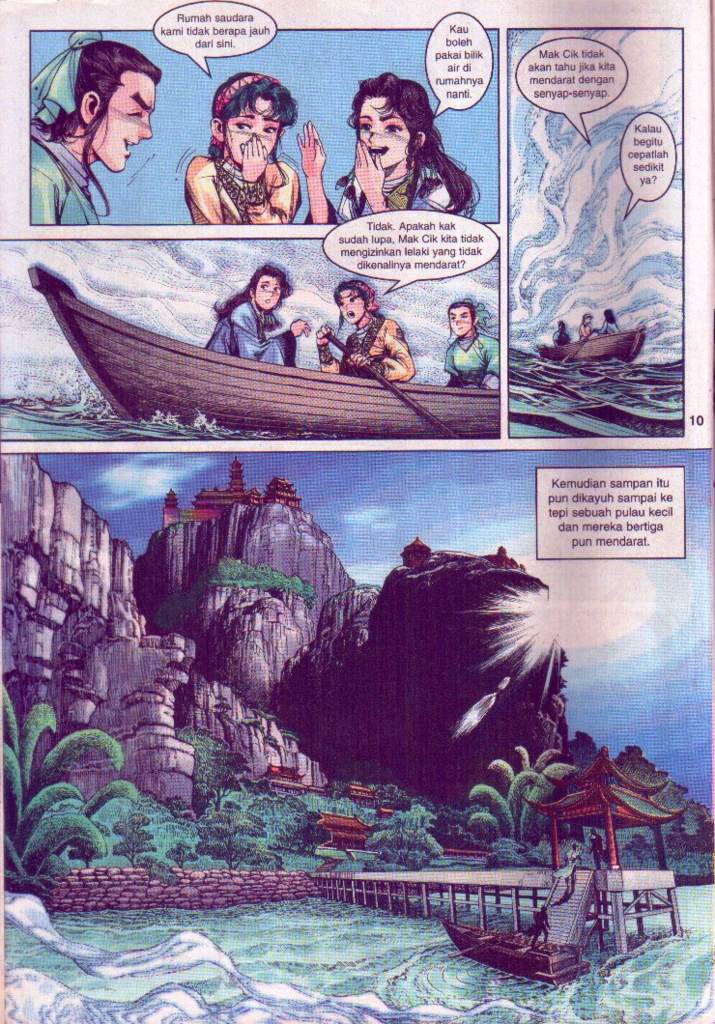 Rumah saudara
kami tidak berapa jauh
dari sini.
Kau
boleh
pakai bilik
air di
rumahnya
nanti.
Tidak. Apakah kak
sudah lupa, Mak Cik kita tidak
mengizinkan lelaki yang tidak
dikenalinya mendarat?
Mak Cik tidak
akan tahu jika kita
mendarat dengan
senyap-senyap.
Kalau
begitu
cepatlah
sedikit
ya?
10
Kemudian sampan itu
pun dikayuh sampai ke
tepi sebuah pulau kecil
dan mereka bertiga
pun mendarat.